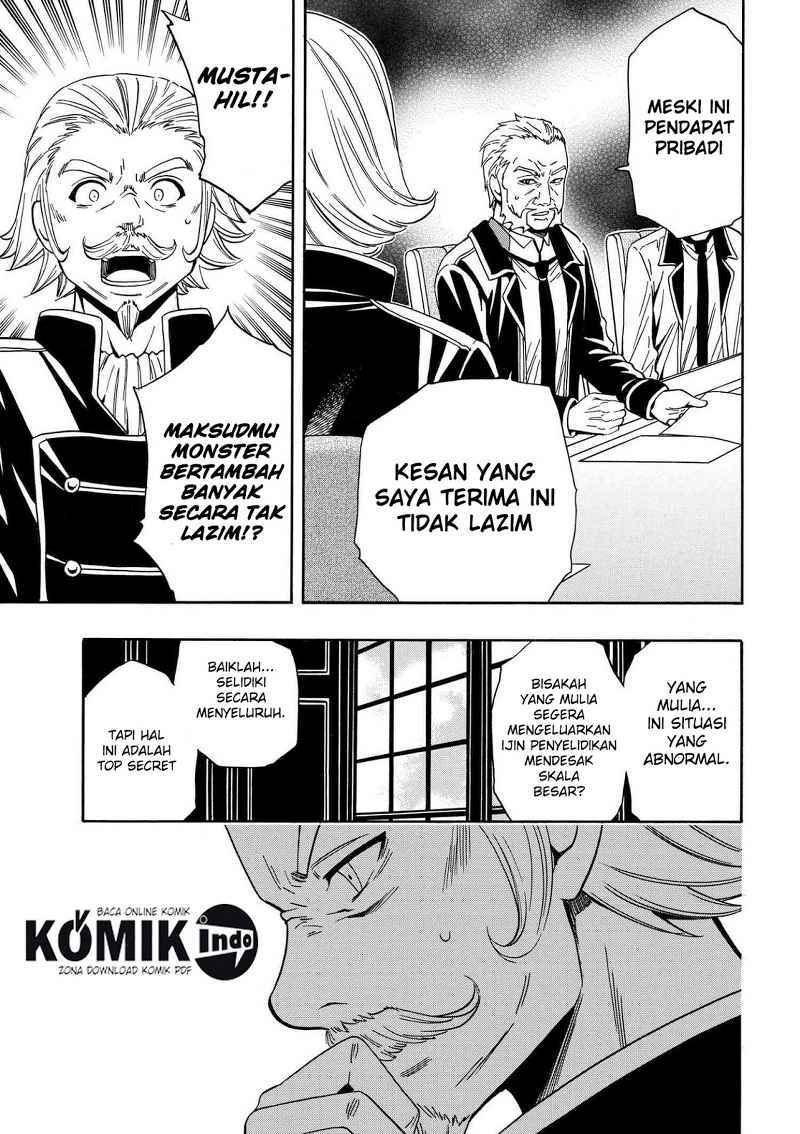 MESKI INI
PENDAPAT
PRIBADI
KESAN YANG
SAYA TERIMA INI
TIDAK LAZIM
MUSTA-
HIL!!
MAKSUDMU
MONSTER
BERTAMBAH
BANYAK
SECARA TAK
LAZIM!?
YANG
MULIA...
INI SITUASI
YANG
ABNORMAL.
BISAKAH
YANG MULIA
SEGERA
MENGELUARKAN
IJIN PENYELIDIKAN
MENDESAK
SKALA
BESAR?
BAIKLAH...
SELIDIKI
SECARA
MENYELURUH.
TAPI HAL
INI ADALAH
TOP SECRET
BACA ONLINE KOMIK
KOMIK indo
ZONA DOWNLOAD KOMIK PDF